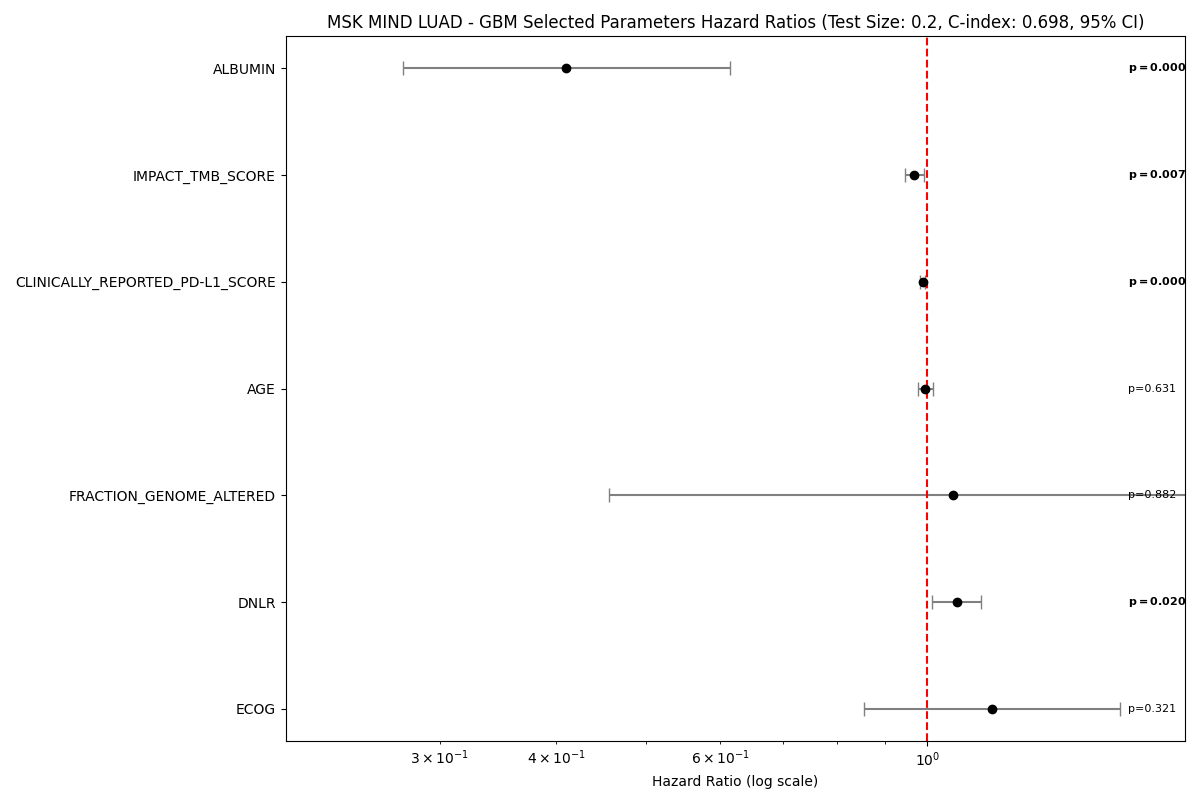 MSK MIND LUAD - GBM Selected Parameters Hazard Ratios (Test Size: 0.2, C-index: 0.698, 95% CI)
ALBUMIN p=0.000
IMPACT_TMB_SCORE p=0.007
CLINICALLY_REPORTED_PD-L1_SCORE p=0.000
AGE p=0.631
FRACTION_GENOME_ALTERED p=0.882
DNLR p=0.020
ECOG p=0.321
3 × 10⁻¹ 4 × 10⁻¹ 6 × 10⁻¹ 10⁰
Hazard Ratio (log scale)